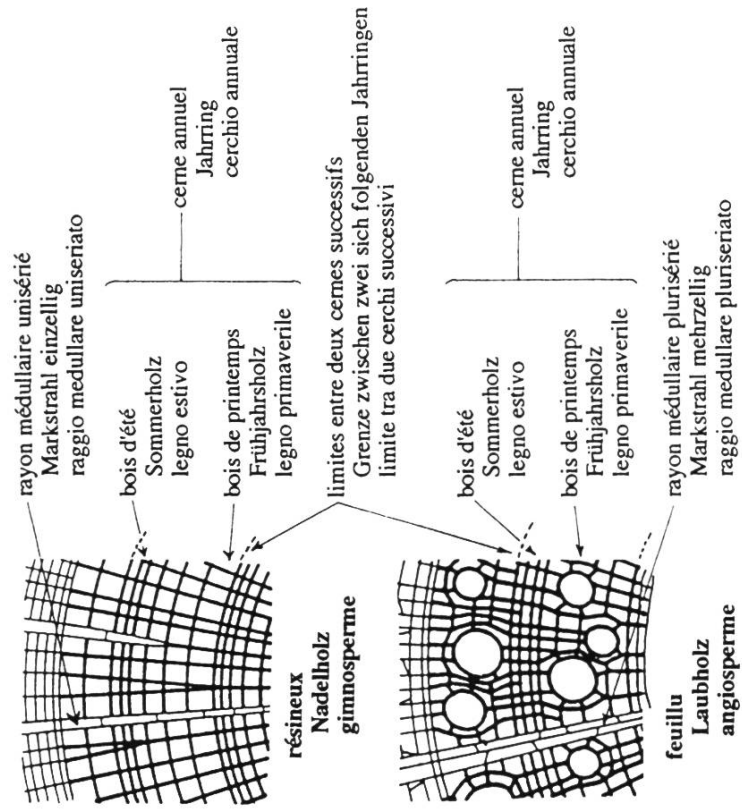 rayon médullaire unisérié
Markstrahl einzellig
raggio medullare uniseriato
bois d'été
Sommerholz
legno estivo
bois de printemps
Frühjahrsholz
legno primaverile
cerne annuel
Jahrring
cerchio annuale
résineux
Nadelholz
gimnosperme
limites entre deux cernes successifs
Grenze zwischen zwei sich folgenden Jahrringen
limite tra due cerchi successivi
bois d'été
Sommerholz
legno estivo
bois de printemps
Frühjahrsholz
legno primaverile
cerne annuel
Jahrring
cerchio annuale
rayon médullaire plurisérié
Markstrahl mehrzellig
raggio medullare pluriseriato
feuillu
Laubholz
angiosperme